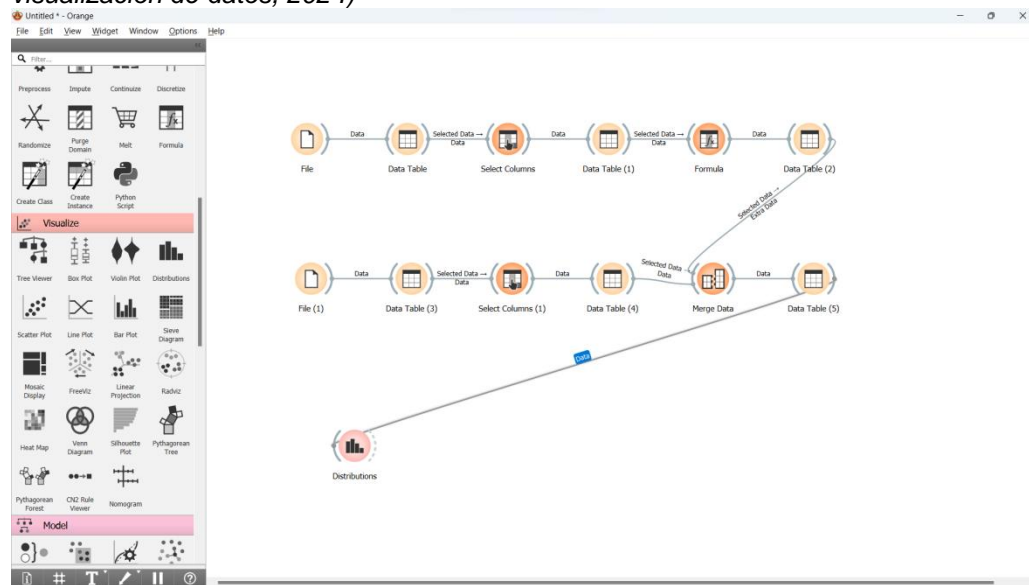 visualización de datos, 2024)
Untitled * - Orange
File Edit View Widget Window Options Help
Filter...
Preprocess Impute Continuize Discretize
Randomize Purge Domain Melt Formula
Create Class Create Instance Python Script
Visualize
Tree Viewer Box Plot Violin Plot Distributions
Scatter Plot Line Plot Bar Plot Sieve Diagram
Mosaic Display FreeViz Linear Projection Radviz
Heat Map Venn Diagram Silhouette Plot Pythagorean Tree
Pythagorean Forest CN2 Rule Viewer Nomogram
Model
Data Selected Data → Data Data Selected Data → Data Data
File Data Table Select Columns Data Table (1) Formula Data Table (2)
Selected Data → Extra Data
Data Selected Data → Data Data Selected Data → Data Data
File (1) Data Table (3) Select Columns (1) Data Table (4) Merge Data Data Table (5)
Data
Distributions